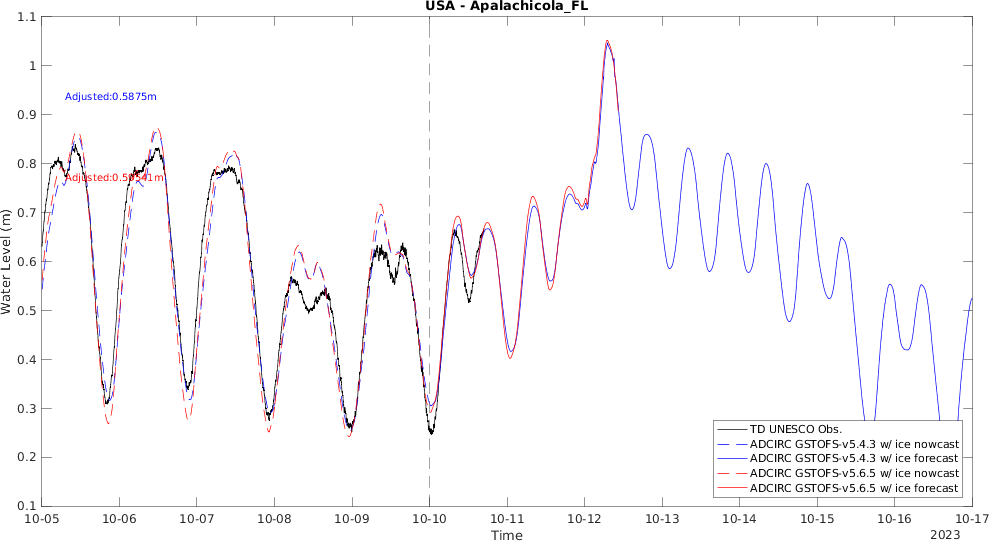 USA - Apalachicola_FL
1.1
1
0.9
0.8
0.7
0.6
0.5
0.4
0.3
0.2
0.1
Water Level (m)
Adjusted:0.5875m
TD UNESCO Obs.
ADCIRC GSTOFS-v5.4.3 w/ ice nowcast
ADCIRC GSTOFS-v5.4.3 w/ ice forecast
ADCIRC GSTOFS-v5.6.5 w/ ice nowcast
ADCIRC GSTOFS-v5.6.5 w/ ice forecast
10-05 10-06 10-07 10-08 10-09 10-10 10-11 10-12 10-13 10-14 10-15 10-16 10-17
Time
2023